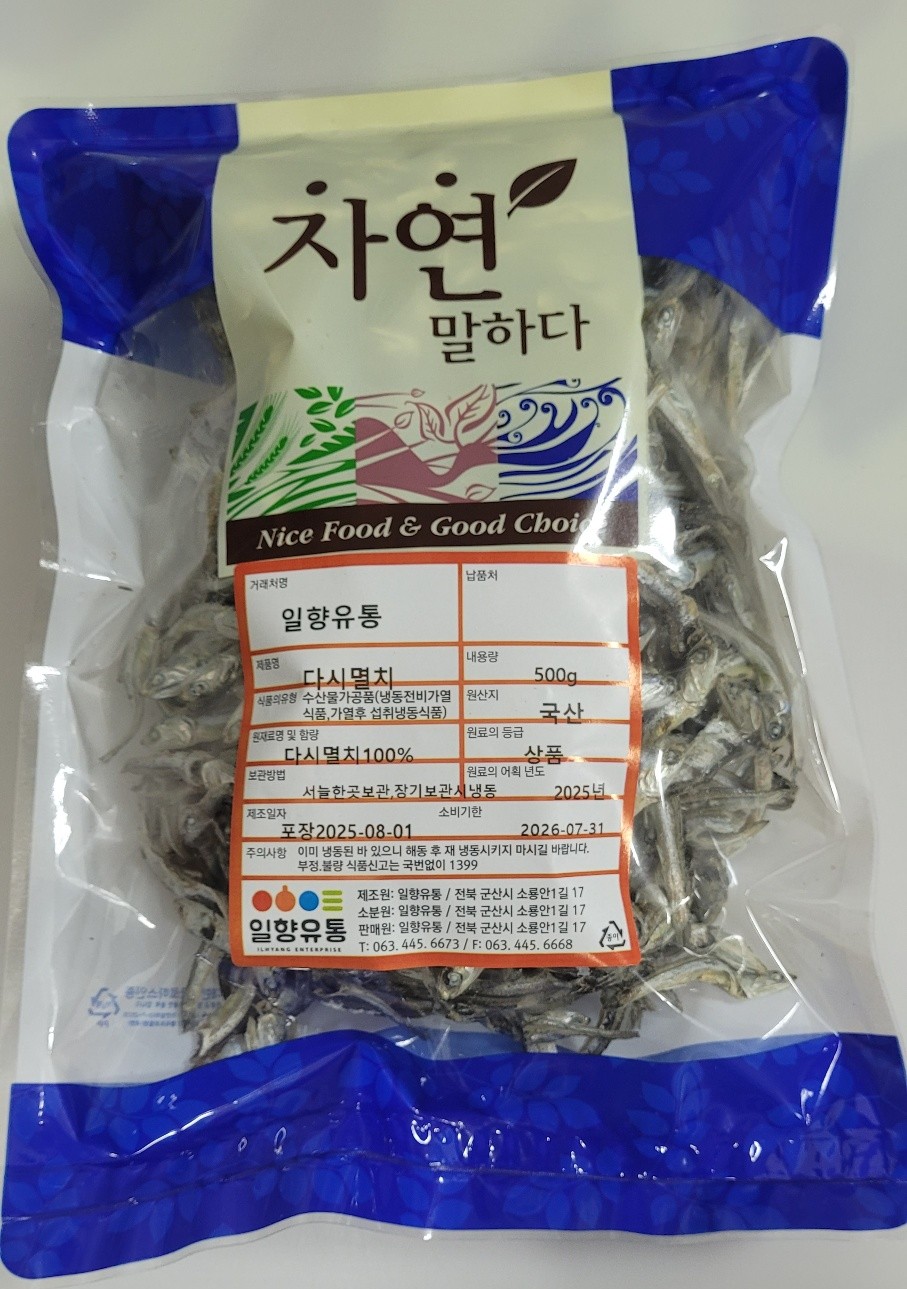 자연
말하다
Nice Food & Good Choic
거래처명
일향유통
납품처
제품명
다시멸치
내용량
500g
식품의유형
수산물가공품(냉동전비가열
식품,가열후 섭취냉동식품)
원산지
국산
원재료명 및 함량
다시멸치100%
원료의 등급
상품
보관방법
서늘한곳보관,장기보관시냉동
원료의 어획 년도
2025년
제조일자
포장2025-08-01
소비기한
2026-07-31
주의사항
이미 냉동된 바 있으니 해동 후 재 냉동시키지 마시길 바랍니다.
부정.불량 식품신고는 국번없이 1399
일향유통
ILHYANG ENTERPRISE
제조원: 일향유통 / 전북 군산시 소룡안1길 17
소분원: 일향유통 / 전북 군산시 소룡안1길 17
판매원: 일향유통 / 전북 군산시 소룡안1길 17
T: 063. 445. 6673 / F: 063. 445. 6668
종이